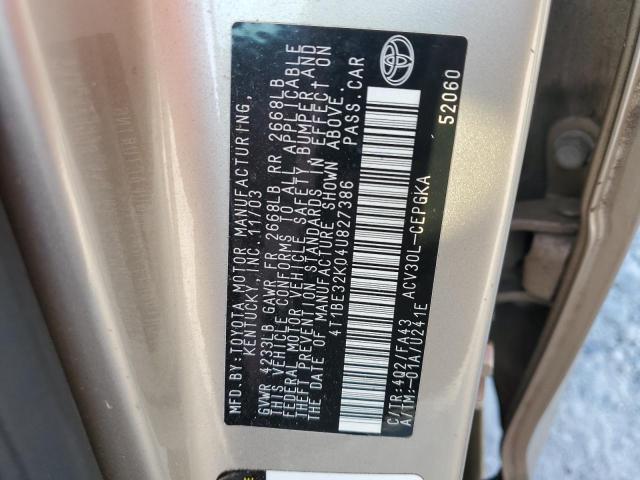 MFD.BY:TOYOTA MOTOR MANUFACTURING,
KENTUCKY,INC. 11/03
GVWR 4233LB GAWR FR 2668LB RR 2668LB
THIS VEHICLE CONFORMS TO ALL APPLICABLE
FEDERAL MOTOR VEHICLE SAFETY BUMPER,AND
THEFT PREVENTION STANDARDS IN EFFECT ON
THE DATE OF MANUFACTURE SHOWN ABOVE.
4T1BE32K04U827386 PASS.CAR
C/TR:4Q2/FA43 ACV30L-CEPGKA
A/TM:-01A/U241E 52060